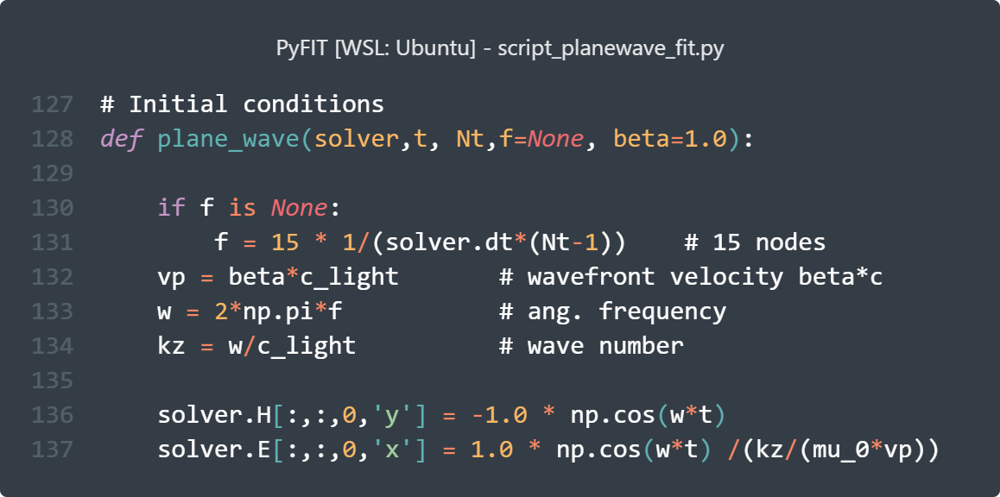 PyFIT [WSL: Ubuntu] - script_planewave_fit.py
127 # Initial conditions
128 def plane_wave(solver,t, Nt,f=None, beta=1.0):
129
130     if f is None:
131         f = 15 * 1/(solver.dt*(Nt-1))    # 15 nodes
132     vp = beta*c_light       # wavefront velocity beta*c
133     w = 2*np.pi*f           # ang. frequency
134     kz = w/c_light          # wave number
135
136     solver.H[:,:,0,'y'] = -1.0 * np.cos(w*t)
137     solver.E[:,:,0,'x'] = 1.0 * np.cos(w*t) /(kz/(mu_0*vp))